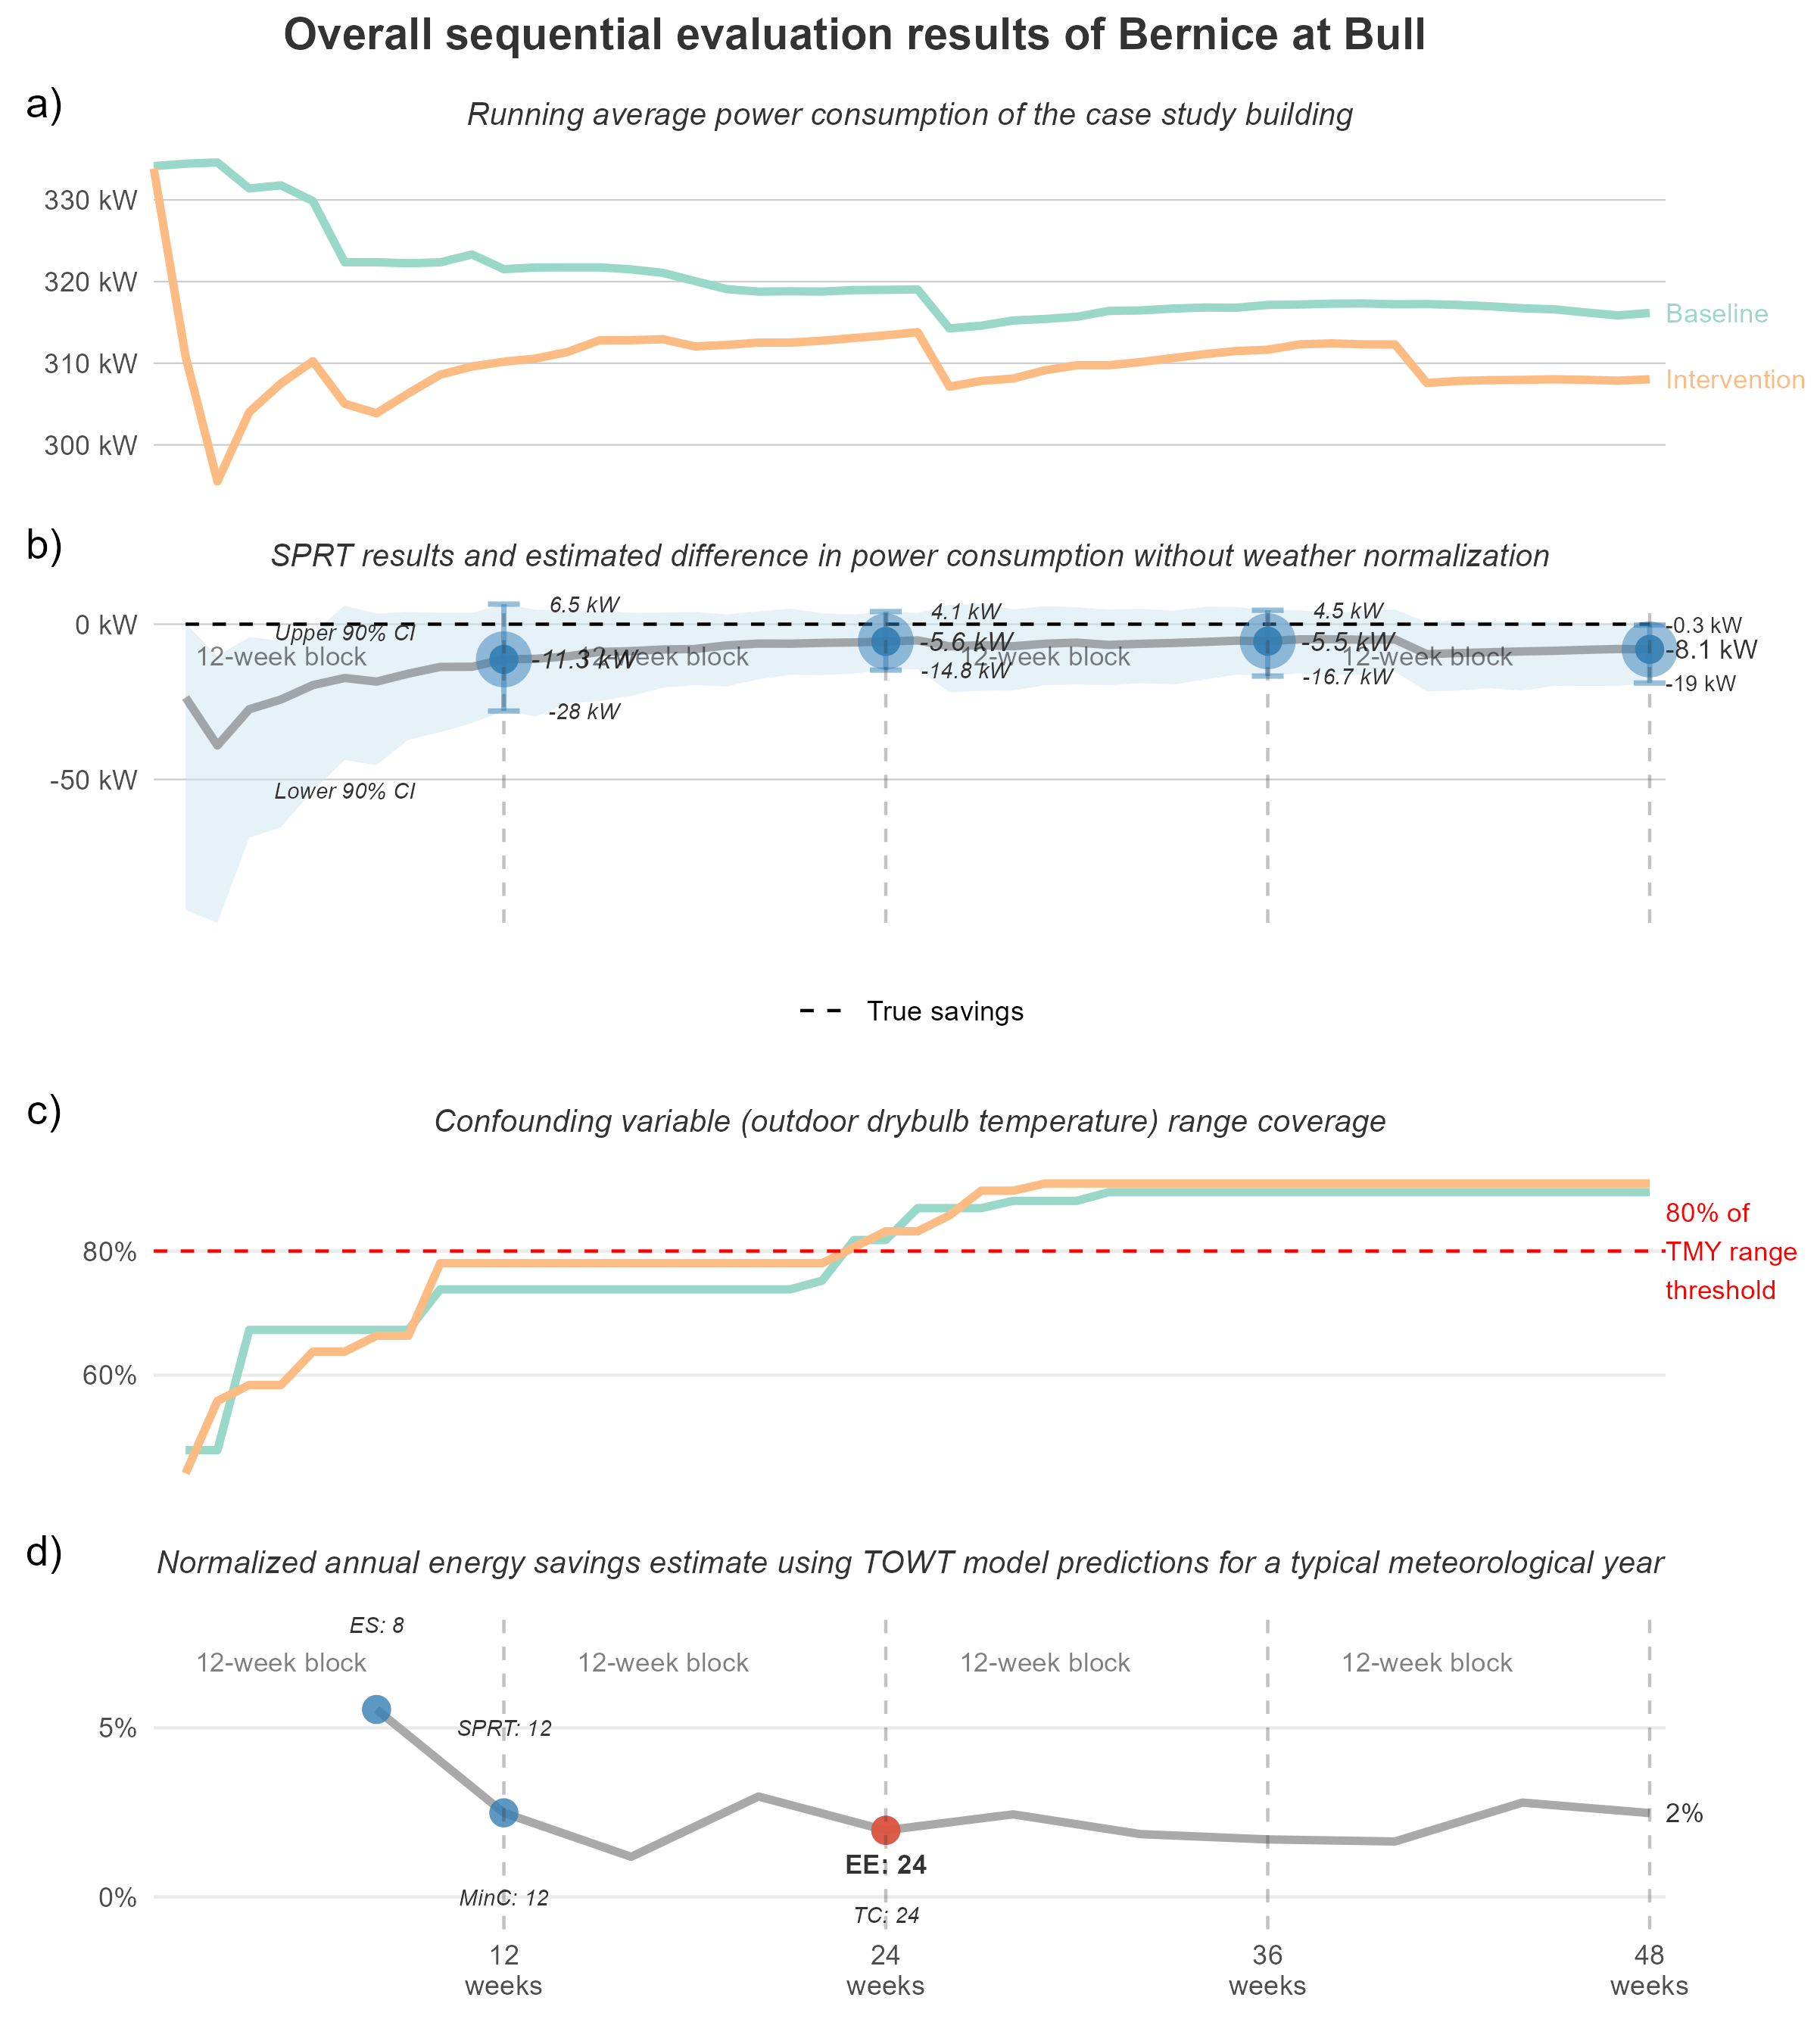 Overall sequential evaluation results of Bernice at Bull
a)
Running average power consumption of the case study building
330 kW
320 kW
310 kW
300 kW
Baseline
Intervention
b)
SPRT results and estimated difference in power consumption without weather normalization
0 kW
-50 kW
Upper 90% CI
Lower 90% CI
12-week block
12-week block
12-week block
12-week block
6.5 kW
-11.3 kW
-28 kW
4.1 kW
-5.6 kW
-14.8 kW
4.5 kW
-5.5 kW
-16.7 kW
-0.3 kW
-8.1 kW
-19 kW
True savings
c)
Confounding variable (outdoor drybulb temperature) range coverage
80%
60%
80% of
TMY range
threshold
d)
Normalized annual energy savings estimate using TOWT model predictions for a typical meteorological year
ES: 8
12-week block
12-week block
12-week block
12-week block
5%
SPRT: 12
2%
EE: 24
0%
MinC: 12
TC: 24
12
weeks
24
weeks
36
weeks
48
weeks